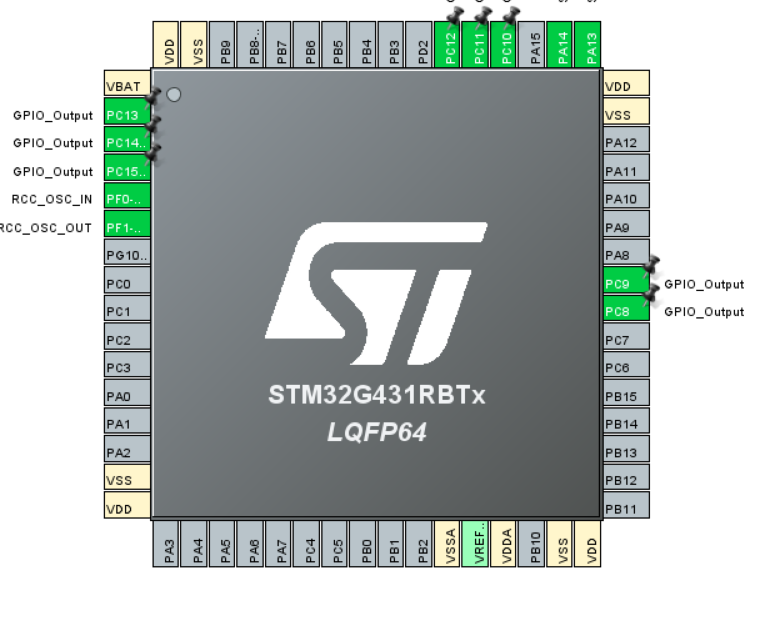 VDD
VSS
PB9
PB8-..
PB7
PB6
PB5
PB4
PB3
PD2
PC12
PC11
PC10
PA15
PA14
PA13
VBAT
GPIO_Output PC13
GPIO_Output PC14..
GPIO_Output PC15..
RCC_OSC_IN PF0-..
RCC_OSC_OUT PF1-..
PG10..
PC0
PC1
PC2
PC3
PA0
PA1
PA2
VSS
VDD
ST
STM32G431RBTx
LQFP64
VDD
VSS
PA12
PA11
PA10
PA9
PA8
PC9 GPIO_Output
PC8 GPIO_Output
PC7
PC6
PB15
PB14
PB13
PB12
PB11
PA3
PA4
PA5
PA6
PA7
PC4
PC5
PB0
PB1
PB2
VSSA
VREF..
VDDA
PB10
VSS
VDD